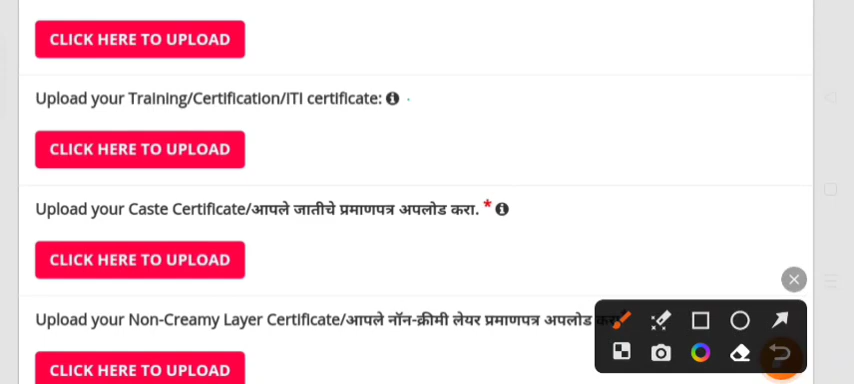 CLICK HERE TO UPLOAD
Upload your Training/Certification/ITI certificate:
CLICK HERE TO UPLOAD
Upload your Caste Certificate/आपले जातीचे प्रमाणपत्र अपलोड करा. *
CLICK HERE TO UPLOAD
Upload your Non-Creamy Layer Certificate/आपले नॉन-क्रीमी लेयर प्रमाणपत्र अपलोड
CLICK HERE TO UPLOAD